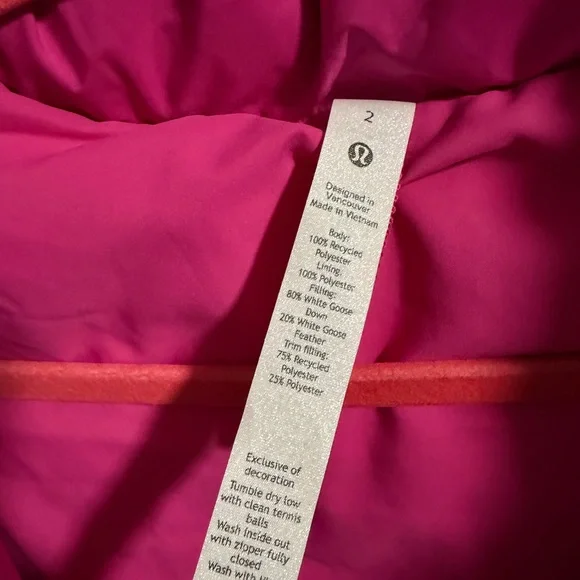 2
Designed in
Vancouver
Made in Vietnam
Body:
100% Recycled
Polyester
Lining:
100% Polyester
Filling:
80% White Goose
Down
20% White Goose
Feather
Trim filling:
75% Recycled
Polyester
25% Polyester
Exclusive of
decoration
Tumble dry low
with clean tennis
balls
Wash inside out
with zipper fully
closed
Wash with